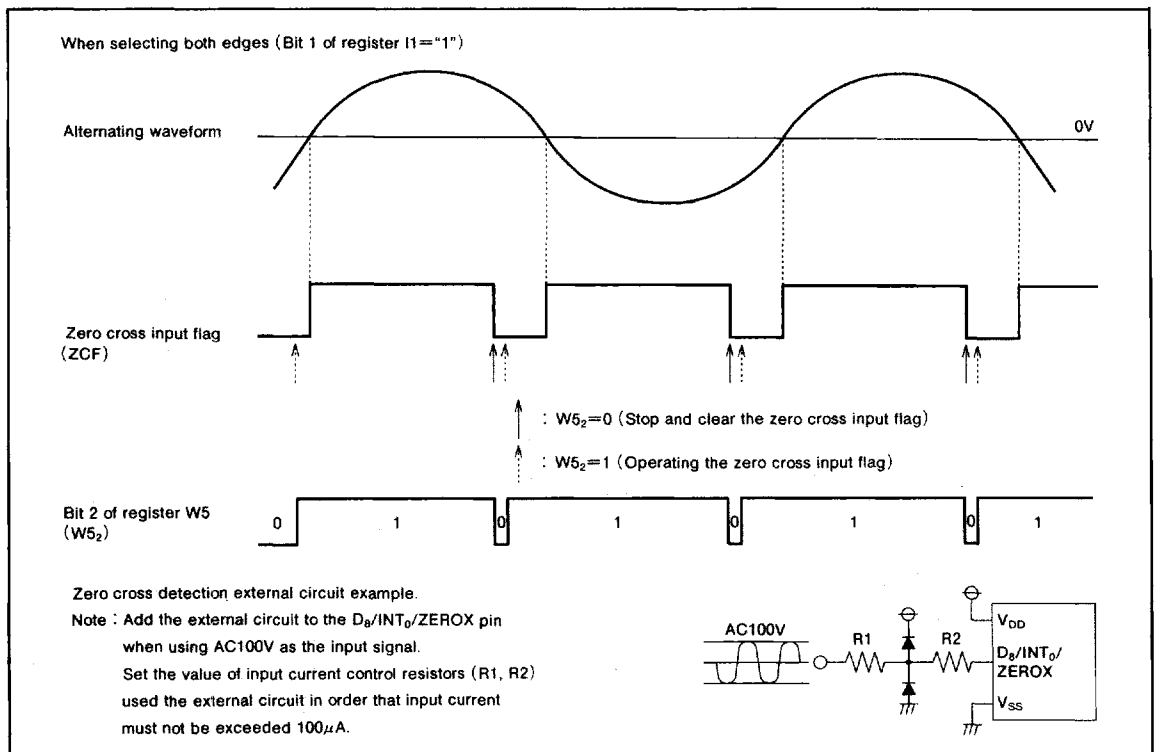 When selecting both edges (Bit 1 of register I1="1")
Alternating waveform
0V
Zero cross input flag
(ZCF)
: W5₂=0 (Stop and clear the zero cross input flag)
: W5₂=1 (Operating the zero cross input flag)
Bit 2 of register W5
(W5₂)
0 1 0 1 0 1 0 1
Zero cross detection external circuit example.
Note : Add the external circuit to the D₈/INT₀/ZEROX pin
when using AC100V as the input signal.
Set the value of input current control resistors (R1, R2)
used the external circuit in order that input current
must not be exceeded 100μA.
AC100V
R1
R2
V_DD
D₈/INT₀/
ZEROX
V_SS